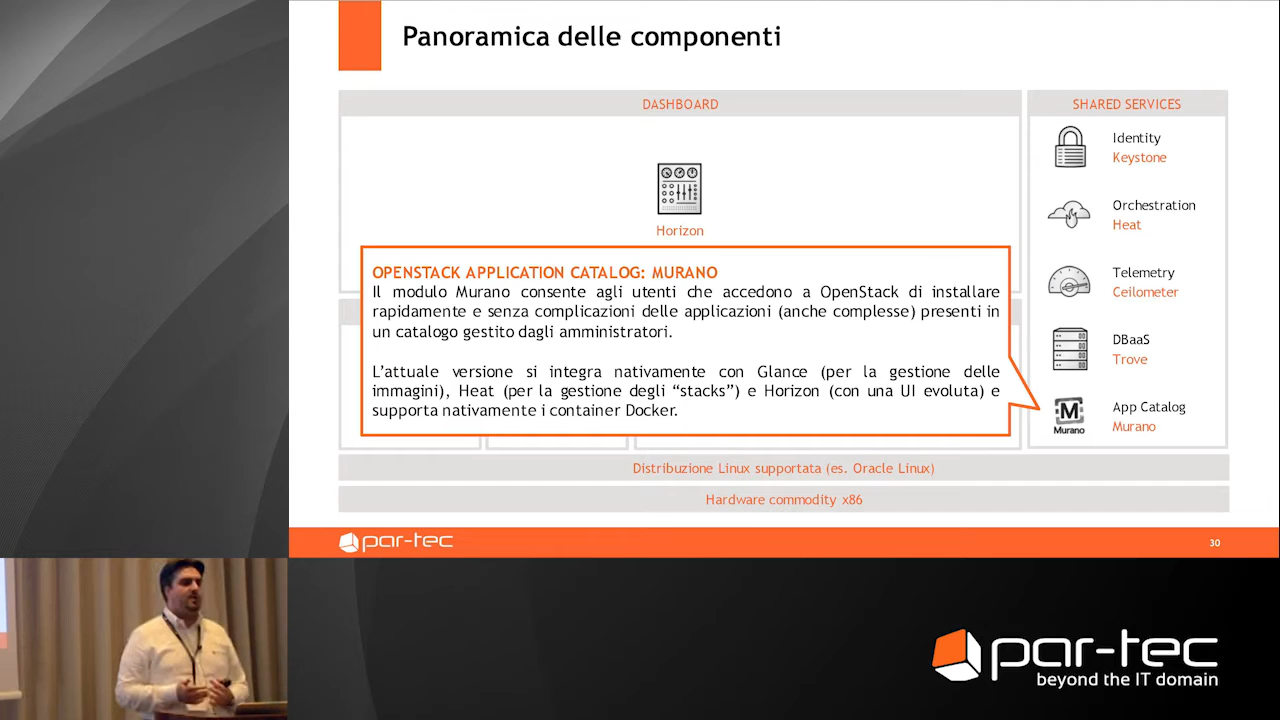 Panoramica delle componenti
DASHBOARD
Horizon
SHARED SERVICES
Identity
Keystone
Orchestration
Heat
Telemetry
Ceilometer
DBaaS
Trove
M
Murano
App Catalog
Murano
OPENSTACK APPLICATION CATALOG: MURANO
Il modulo Murano consente agli utenti che accedono a OpenStack di installare
rapidamente e senza complicazioni delle applicazioni (anche complesse) presenti in
un catalogo gestito dagli amministratori.
L’attuale versione si integra nativamente con Glance (per la gestione delle
immagini), Heat (per la gestione degli “stacks”) e Horizon (con una UI evoluta) e
supporta nativamente i container Docker.
Distribuzione Linux supportata (es. Oracle Linux)
Hardware commodity x86
par-tec
30
par-tec
beyond the IT domain